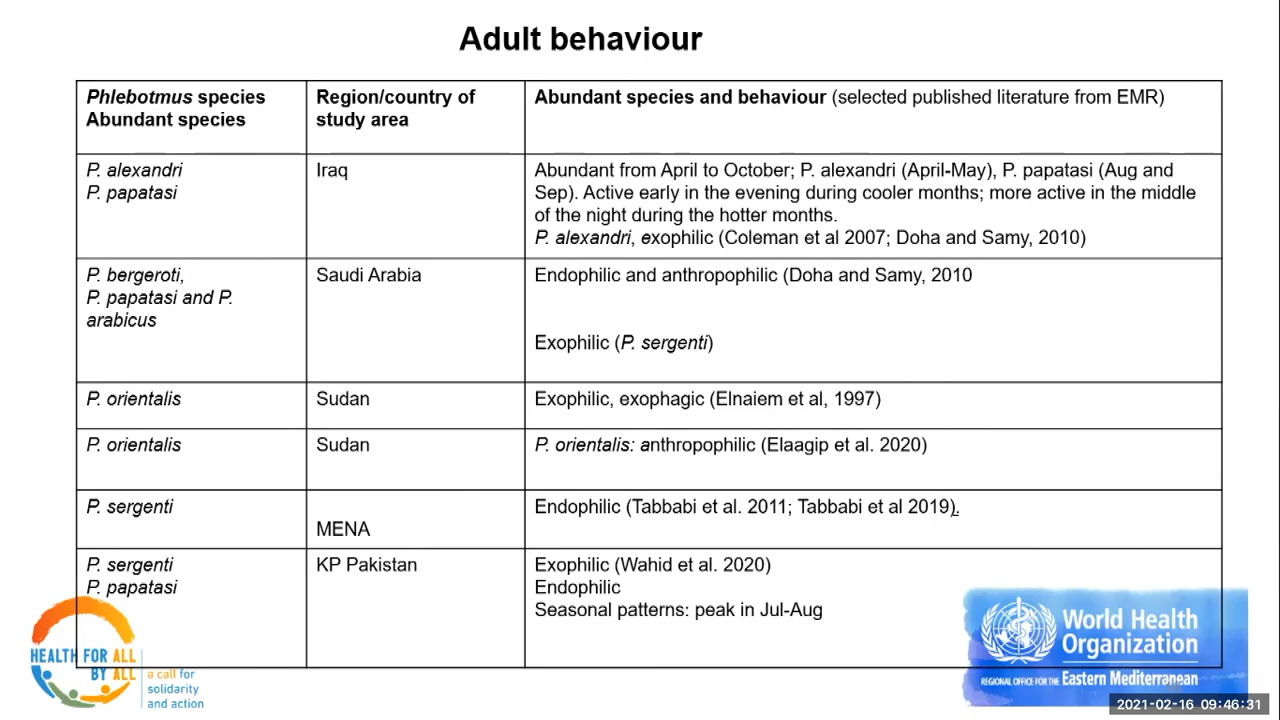 Adult behaviour
Phlebotmus species
Abundant species
Region/country of
study area
Abundant species and behaviour (selected published literature from EMR)
P. alexandri
P. papatasi
Iraq
Abundant from April to October; P. alexandri (April-May), P. papatasi (Aug and
Sep). Active early in the evening during cooler months; more active in the middle
of the night during the hotter months.
P. alexandri, exophilic (Coleman et al 2007; Doha and Samy, 2010)
P. bergeroti,
P. papatasi and P.
arabicus
Saudi Arabia
Endophilic and anthropophilic (Doha and Samy, 2010
Exophilic (P. sergenti)
P. orientalis
Sudan
Exophilic, exophagic (Elnaiem et al, 1997)
P. orientalis
Sudan
P. orientalis: anthropophilic (Elaagip et al. 2020)
P. sergenti
MENA
Endophilic (Tabbabi et al. 2011; Tabbabi et al 2019).
P. sergenti
P. papatasi
KP Pakistan
Exophilic (Wahid et al. 2020)
Endophilic
Seasonal patterns: peak in Jul-Aug
HEALTH FOR ALL
BY ALL
a call for
solidarity
and action
World Health
Organization
REGIONAL OFFICE FOR THE Eastern Mediterranean
2021-02-16 09:46:31